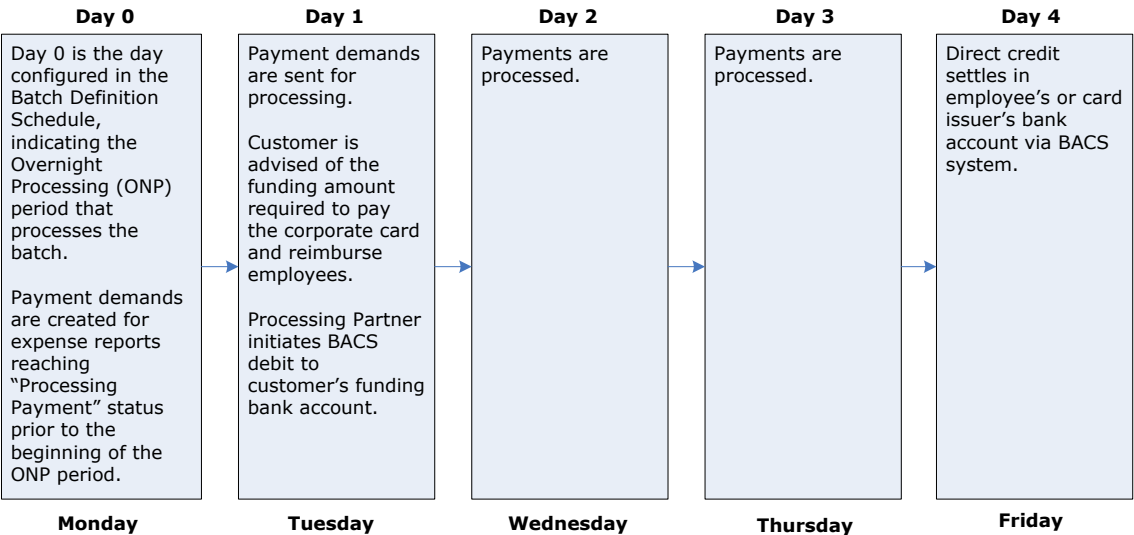 Day 0
Day 0 is the day
configured in the
Batch Definition
Schedule,
indicating the
Overnight
Processing (ONP)
period that
processes the
batch.
Payment demands
are created for
expense reports
reaching
“Processing
Payment” status
prior to the
beginning of the
ONP period.
Monday
Day 1
Payment demands
are sent for
processing.
Customer is
advised of the
funding amount
required to pay
the corporate card
and reimburse
employees.
Processing Partner
initiates BACS
debit to
customer’s funding
bank account.
Tuesday
Day 2
Payments are
processed.
Wednesday
Day 3
Payments are
processed.
Thursday
Day 4
Direct credit
settles in
employee’s or card
issuer’s bank
account via BACS
system.
Friday